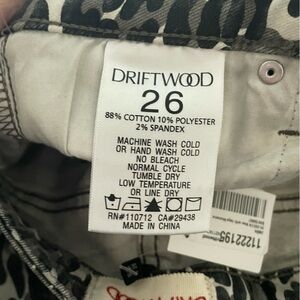 DRIFTWOOD
26
88% COTTON 10% POLYESTER
2% SPANDEX
MACHINE WASH COLD
OR HAND WASH COLD
NO BLEACH
NORMAL CYCLE
TUMBLE DRY
LOW TEMPERATURE
OR LINE DRY
RN#110712 CA#29438
MADE IN CHINA
11222195